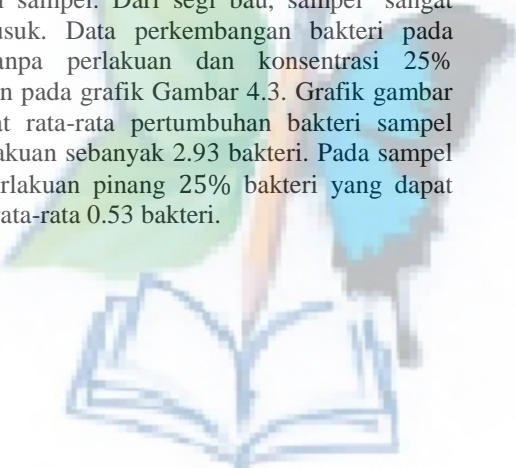 sampel. Dari segi bau, sampel sangat
usuk. Data perkembangan bakteri pada
anpa perlakuan dan konsentrasi 25%
n pada grafik Gambar 4.3. Grafik gambar
at rata-rata pertumbuhan bakteri sampel
akuan sebanyak 2.93 bakteri. Pada sampel
erlakuan pinang 25% bakteri yang dapat
rata-rata 0.53 bakteri.